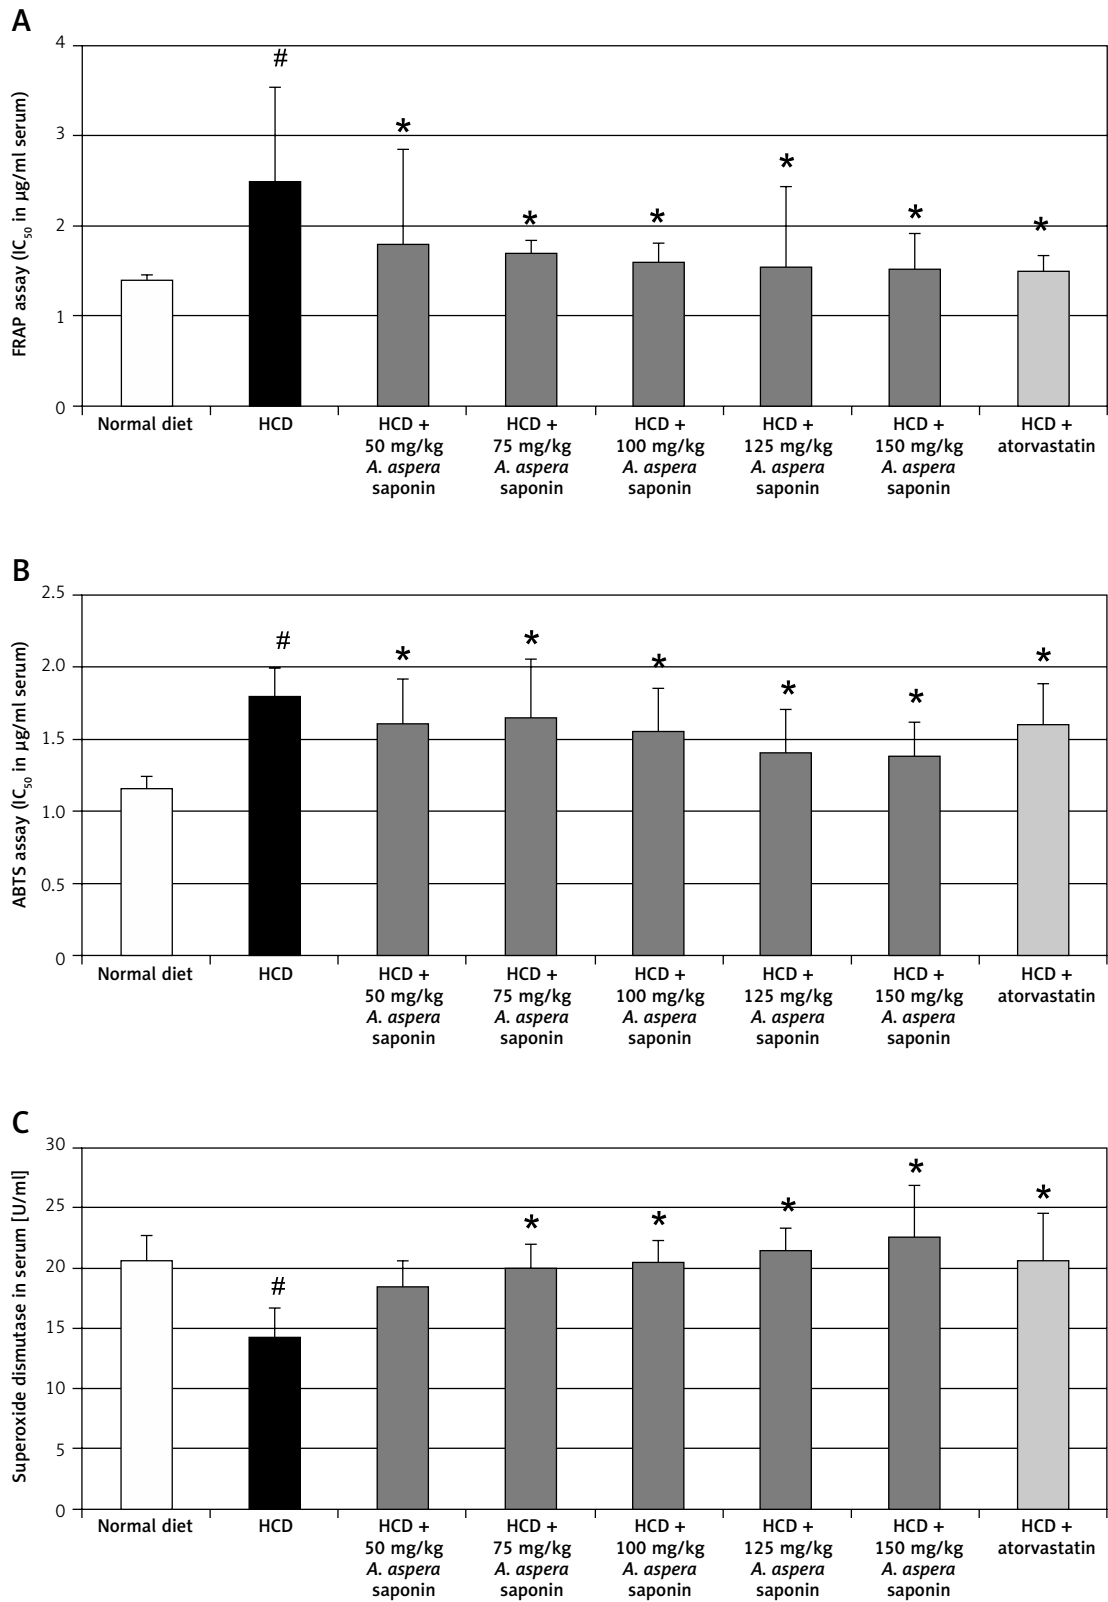 A
FRAP assay (IC50 in µg/ml serum)
4
3
2
1
0
#
*
*
*
*
*
*
Normal diet
HCD
HCD +
50 mg/kg
A. aspera
saponin
HCD +
75 mg/kg
A. aspera
saponin
HCD +
100 mg/kg
A. aspera
saponin
HCD +
125 mg/kg
A. aspera
saponin
HCD +
150 mg/kg
A. aspera
saponin
HCD +
atorvastatin
B
ABTS assay (IC50 in µg/ml serum)
2.5
2.0
1.5
1.0
0.5
0
#
*
*
*
*
*
*
Normal diet
HCD
HCD +
50 mg/kg
A. aspera
saponin
HCD +
75 mg/kg
A. aspera
saponin
HCD +
100 mg/kg
A. aspera
saponin
HCD +
125 mg/kg
A. aspera
saponin
HCD +
150 mg/kg
A. aspera
saponin
HCD +
atorvastatin
C
Superoxide dismutase in serum [U/ml]
30
25
20
15
10
5
0
#
*
*
*
*
*
Normal diet
HCD
HCD +
50 mg/kg
A. aspera
saponin
HCD +
75 mg/kg
A. aspera
saponin
HCD +
100 mg/kg
A. aspera
saponin
HCD +
125 mg/kg
A. aspera
saponin
HCD +
150 mg/kg
A. aspera
saponin
HCD +
atorvastatin